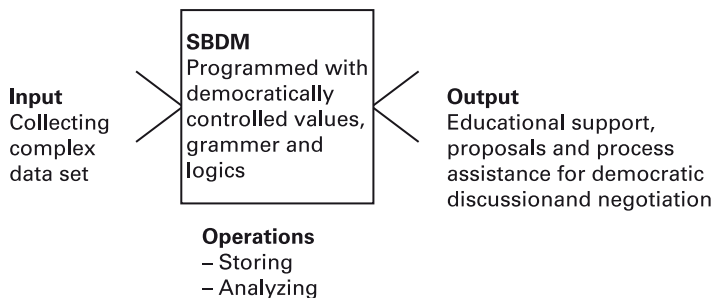 SBDM
Programmed with
democratically
controlled values,
grammer and
logics
Input
Collecting
complex
data set
Output
Educational support,
proposals and process
assistance for democratic
discussionand negotiation
Operations
– Storing
– Analyzing